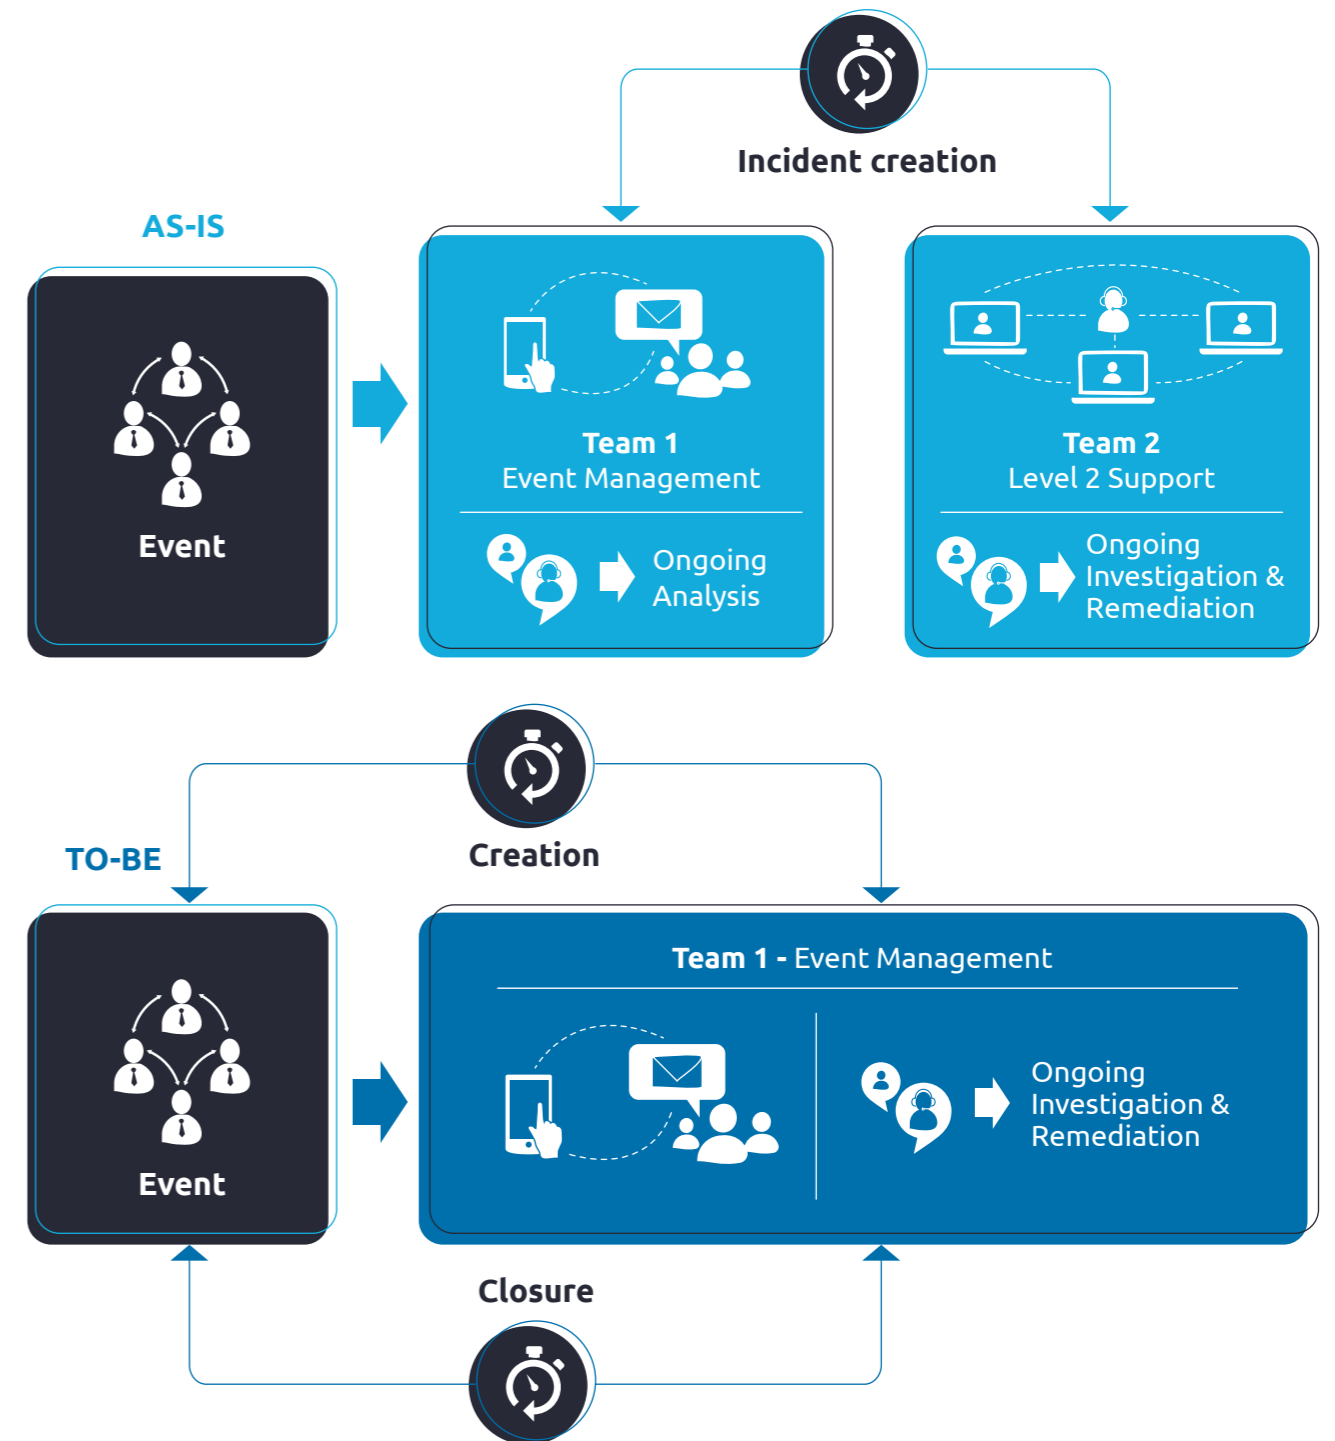 Incident creation
AS-IS
Event
Team 1
Event Management
Ongoing
Analysis
Team 2
Level 2 Support
Ongoing
Investigation &
Remediation
Creation
TO-BE
Event
Team 1 - Event Management
Ongoing
Investigation &
Remediation
Closure